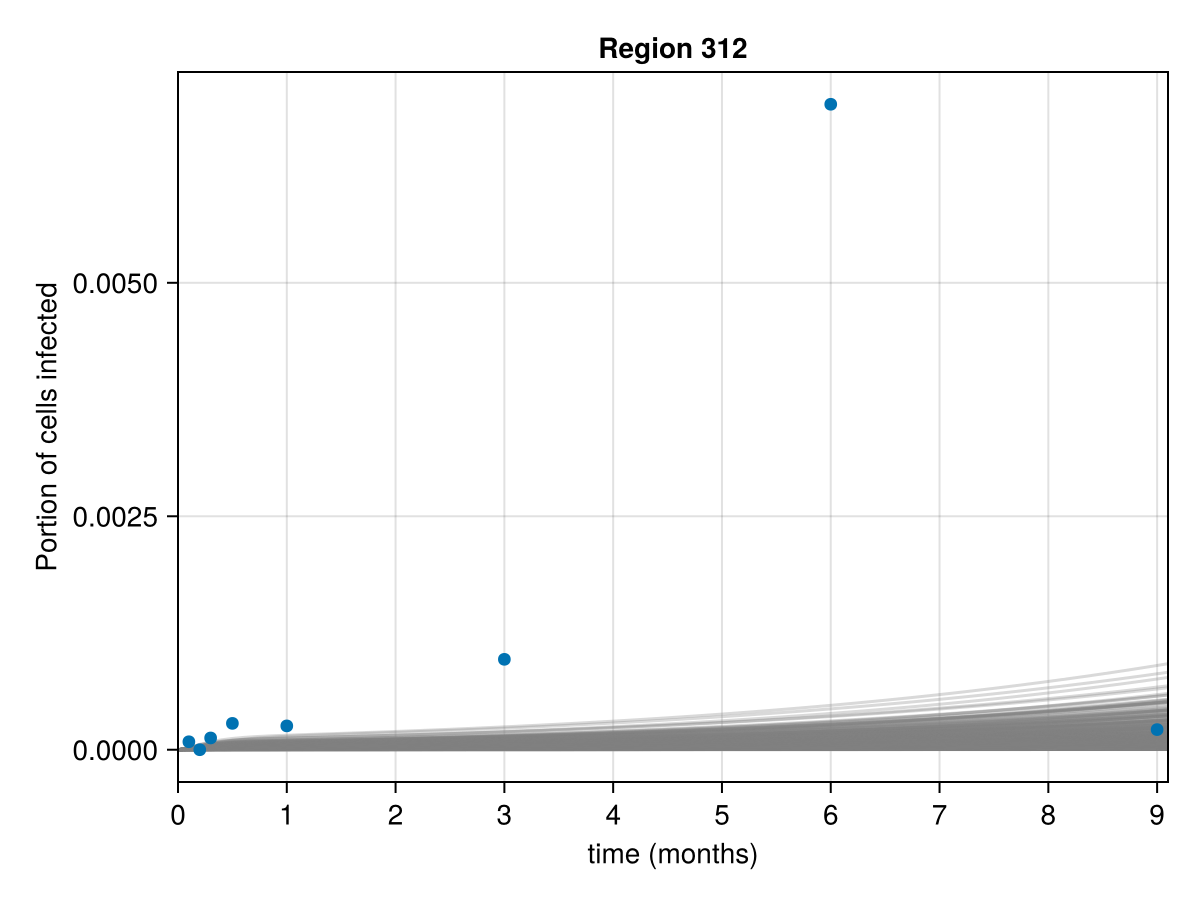 Region 312
Portion of cells infected
0.0050
0.0025
0.0000
0 1 2 3 4 5 6 7 8 9
time (months)